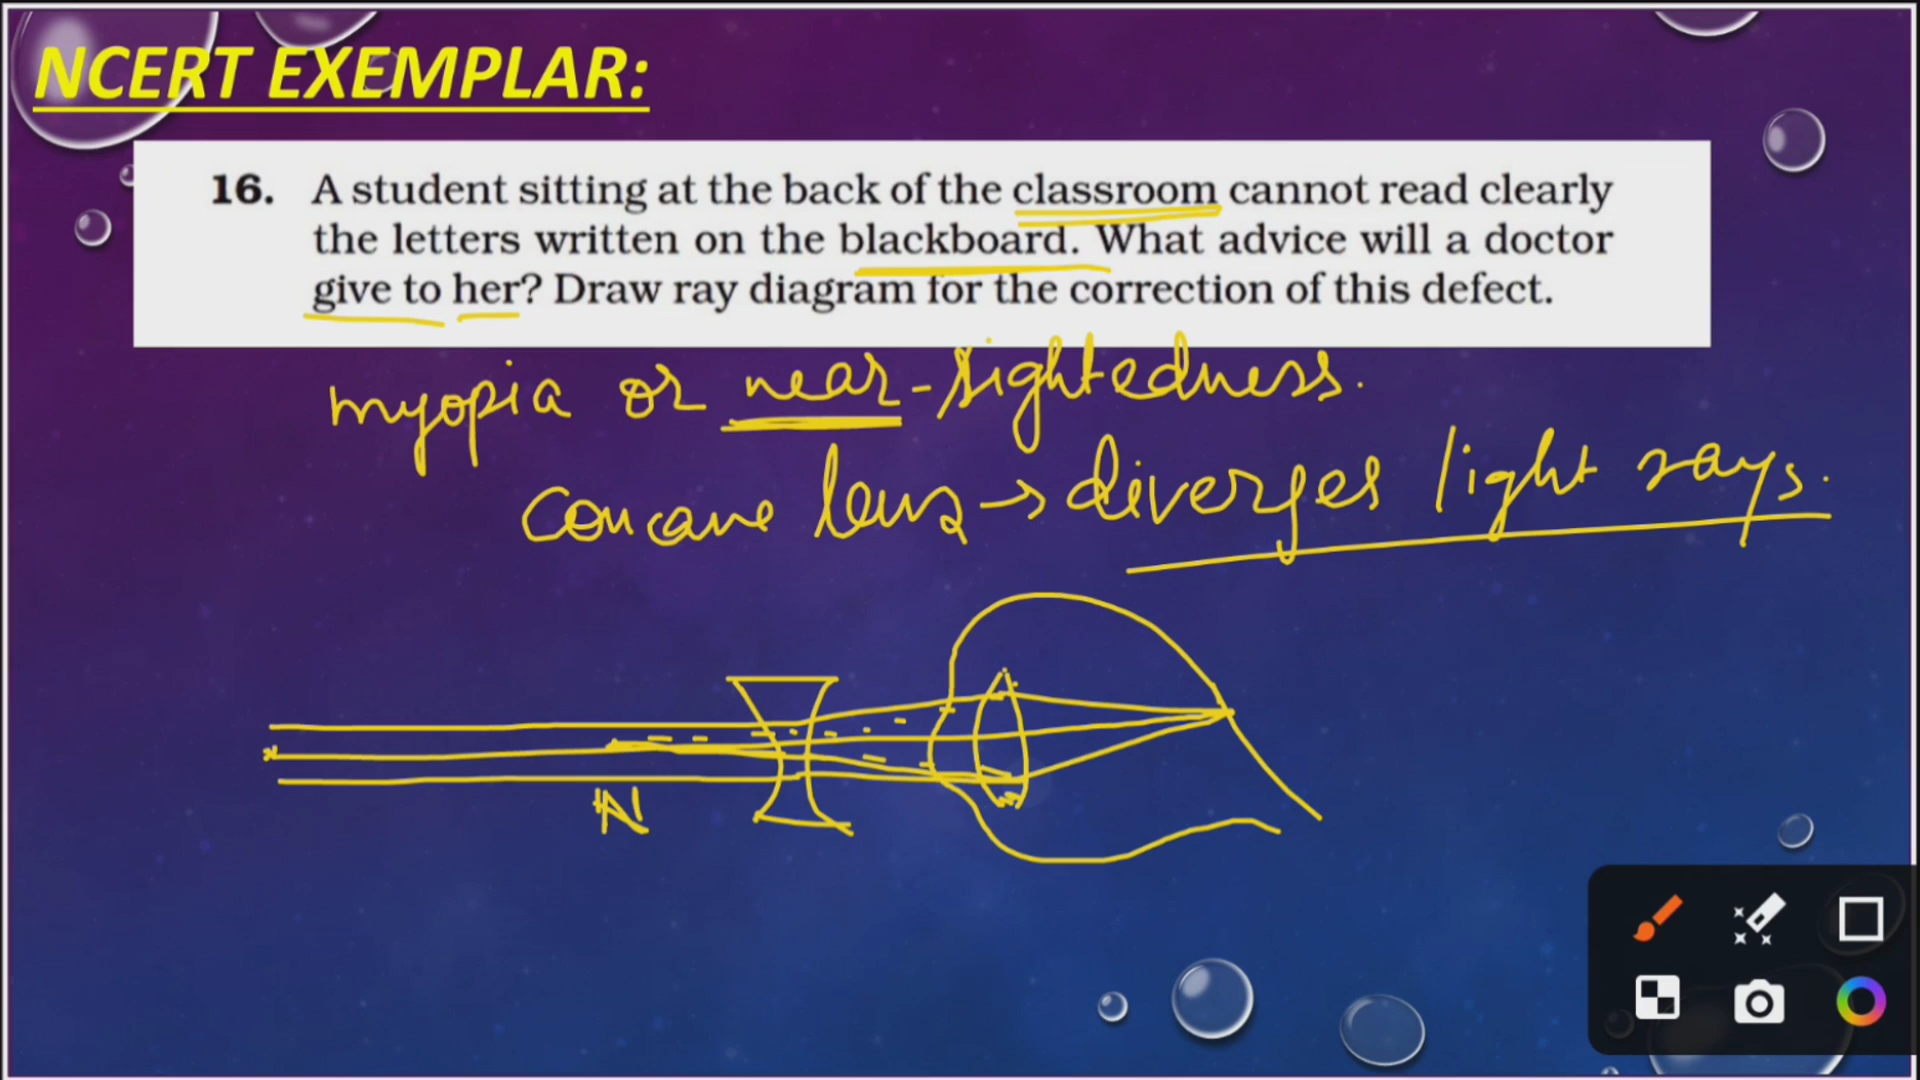 NCERT EXEMPLAR:
16. A student sitting at the back of the classroom cannot read clearly
the letters written on the blackboard. What advice will a doctor
give to her? Draw ray diagram for the correction of this defect.
myopia or near-sightedness.
concave lens → diverges light rays.
N